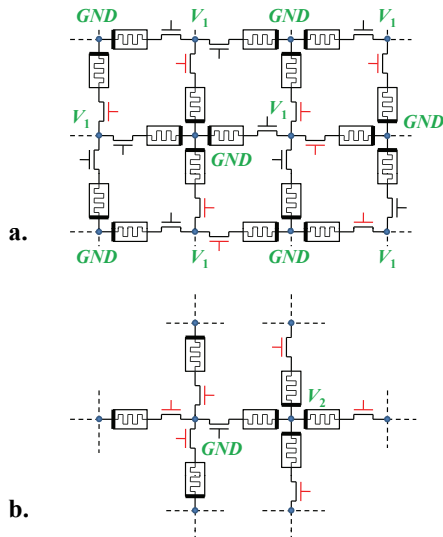 GND V1 GND V1
V1 GND V1 GND
a.
GND V1 GND V1
V2
GND
b.